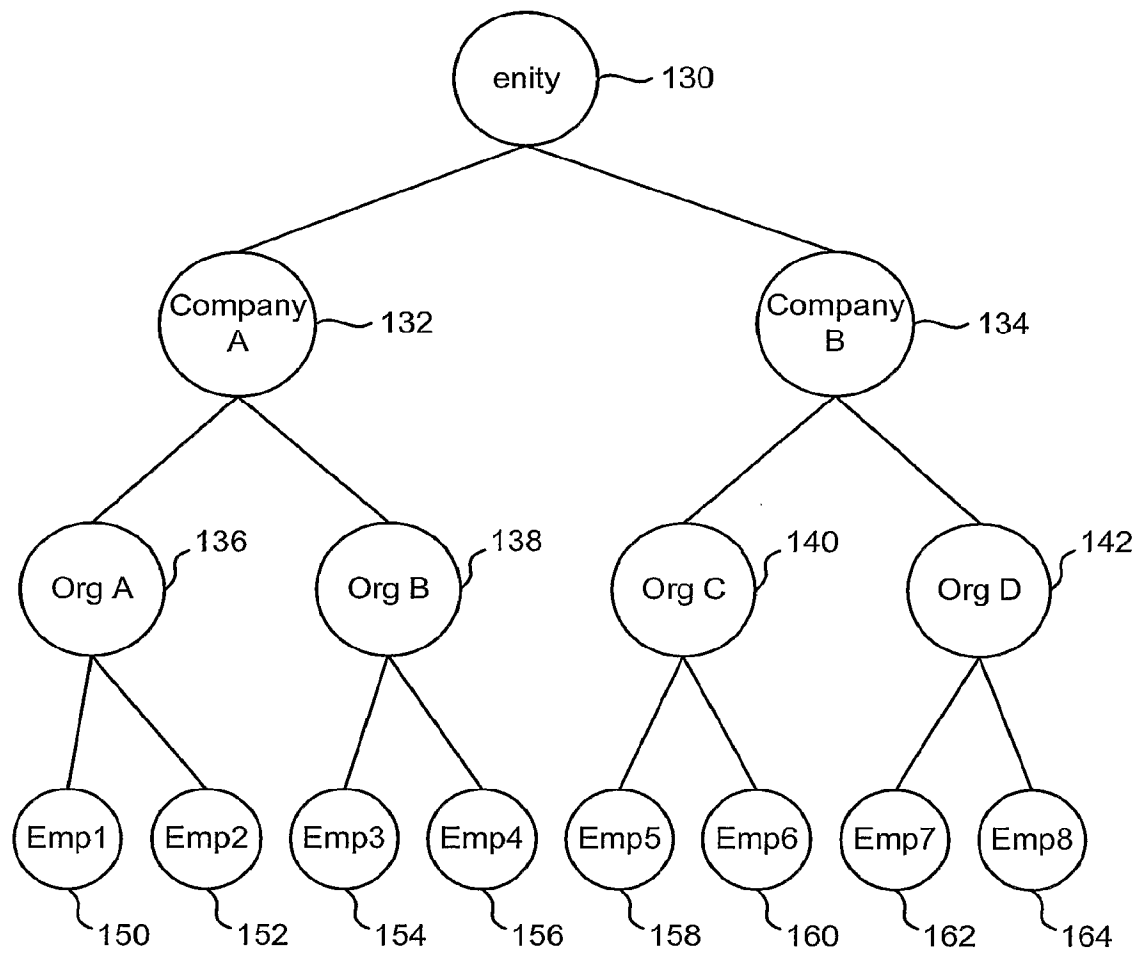 enity
130
Company
A
132
Company
B
134
Org A
136
Org B
138
Org C
140
Org D
142
Emp1
Emp2
Emp3
Emp4
Emp5
Emp6
Emp7
Emp8
150
152
154
156
158
160
162
164